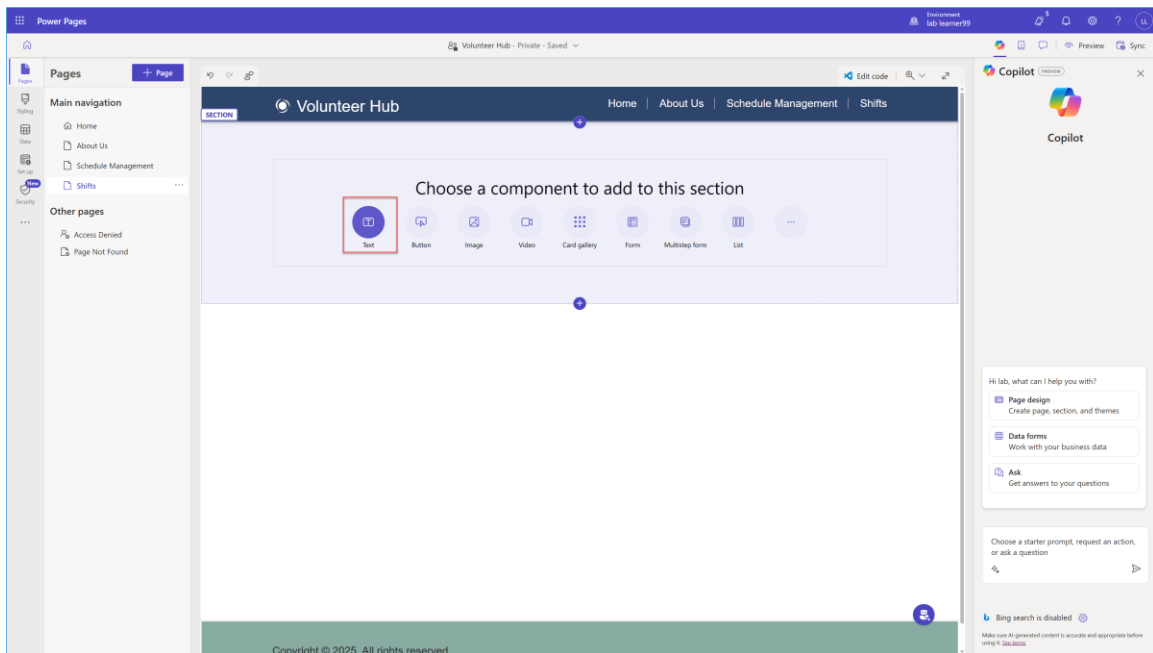 Power Pages
Environment
lab learner99
5
LL
Volunteer Hub - Private - Saved
Preview
Sync
Pages
Styling
Data
Set up
New
Security
Pages
+ Page
Main navigation
Home
About Us
Schedule Management
Shifts
Other pages
Access Denied
Page Not Found
Edit code
SECTION
Volunteer Hub
Home | About Us | Schedule Management | Shifts
Choose a component to add to this section
Text
Button
Image
Video
Card gallery
Form
Multistep form
List
Copyright © 2025. All rights reserved.
Copilot
PREVIEW
Copilot
Hi lab, what can I help you with?
Page design
Create page, section, and themes
Data forms
Work with your business data
Ask
Get answers to your questions
Choose a starter prompt, request an action,
or ask a question
Bing search is disabled
Make sure AI-generated content is accurate and appropriate before
using it. See terms